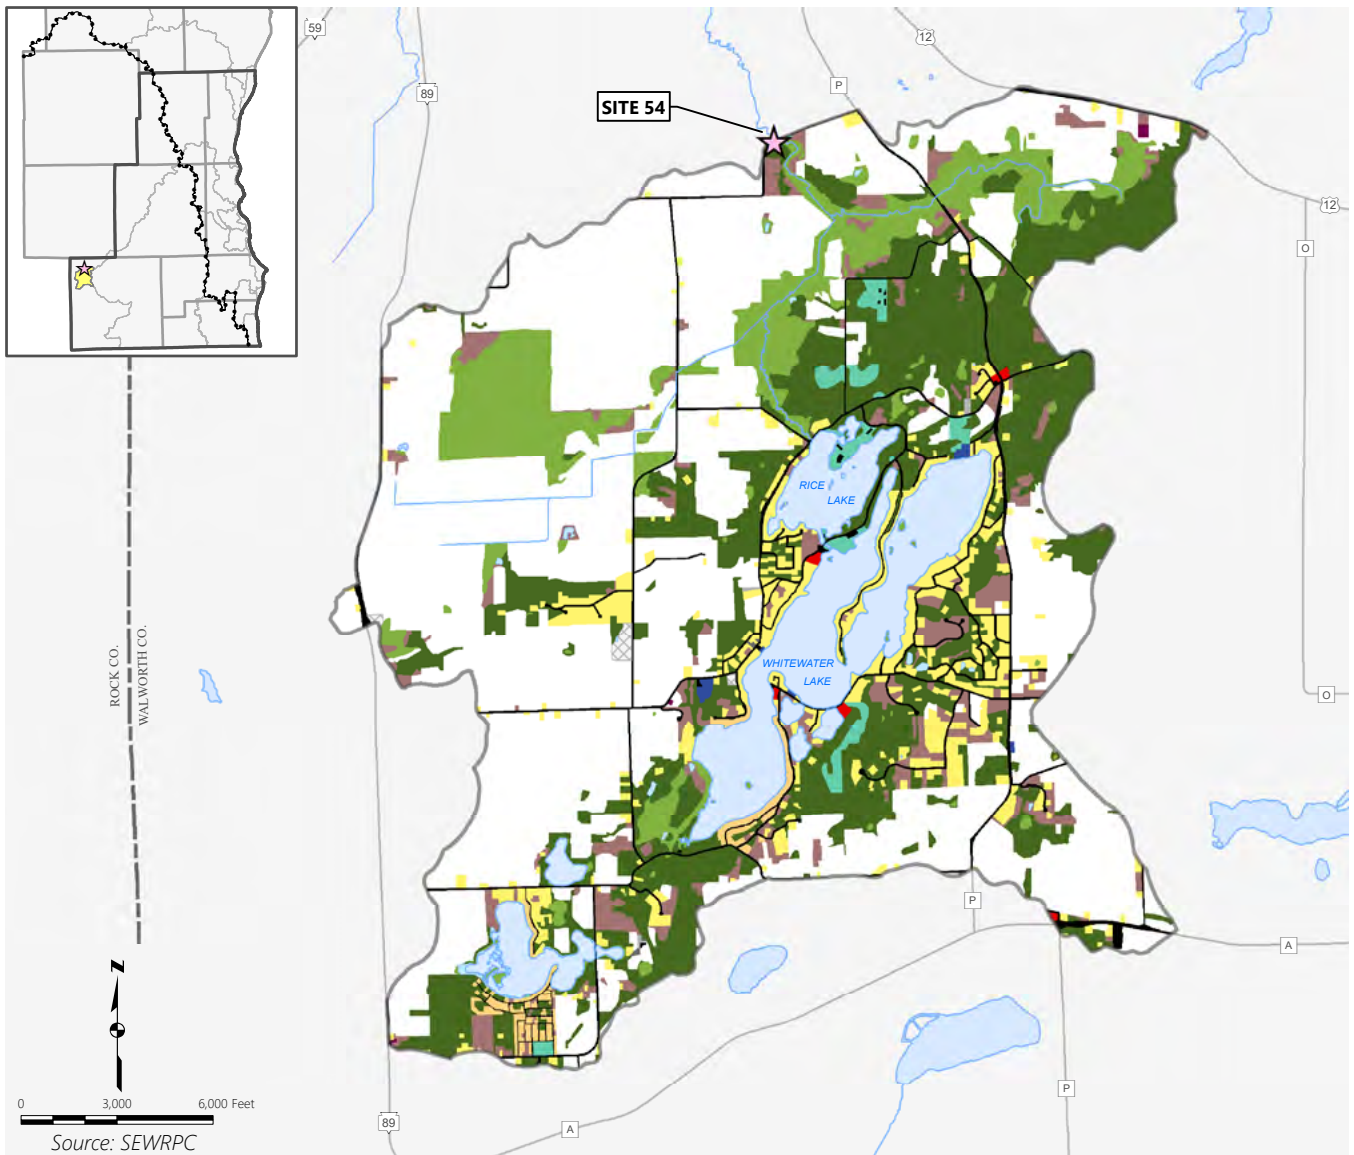 59
12
P
89
SITE 54
12
O
RICE
LAKE
ROCK CO.
WALWORTH CO.
WHITEWATER
LAKE
O
P
A
Z
0 3,000 6,000 Feet
P
89
A
Source: SEWRPC